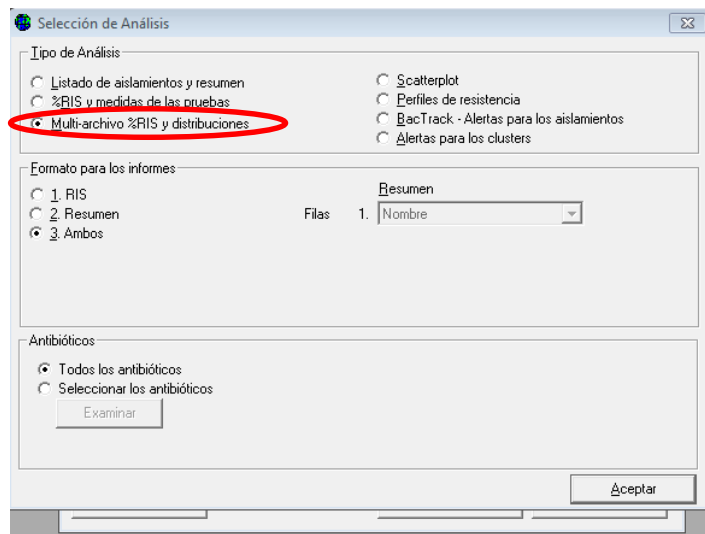 Selección de Análisis
Tipo de Análisis
Listado de aislamientos y resumen
%RIS y medidas de las pruebas
Multi-archivo %RIS y distribuciones
Scatterplot
Perfiles de resistencia
BacTrack - Alertas para los aislamientos
Alertas para los clusters
Formato para los informes
1. RIS
2. Resumen
3. Ambos
Resumen
Filas 1. Nombre
Antibióticos
Todos los antibióticos
Seleccionar los antibióticos
Examinar
Aceptar